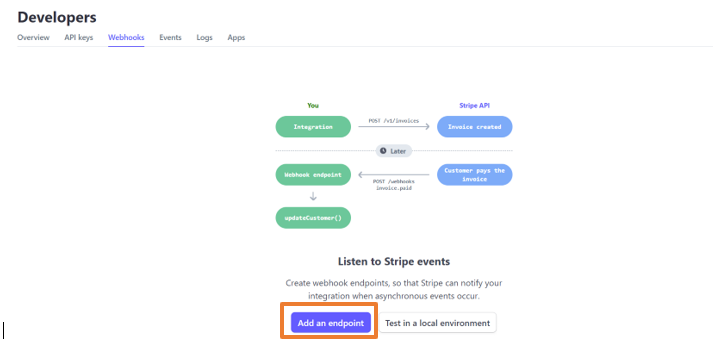 Developers
Overview API keys Webhooks Events Logs Apps
You Stripe API
Integration POST /v1/invoices Invoice created
Later
Webhook endpoint POST /webhooks invoice.paid Customer pays the invoice
updateCustomer()
Listen to Stripe events
Create webhook endpoints, so that Stripe can notify your
integration when asynchronous events occur.
Add an endpoint Test in a local environment